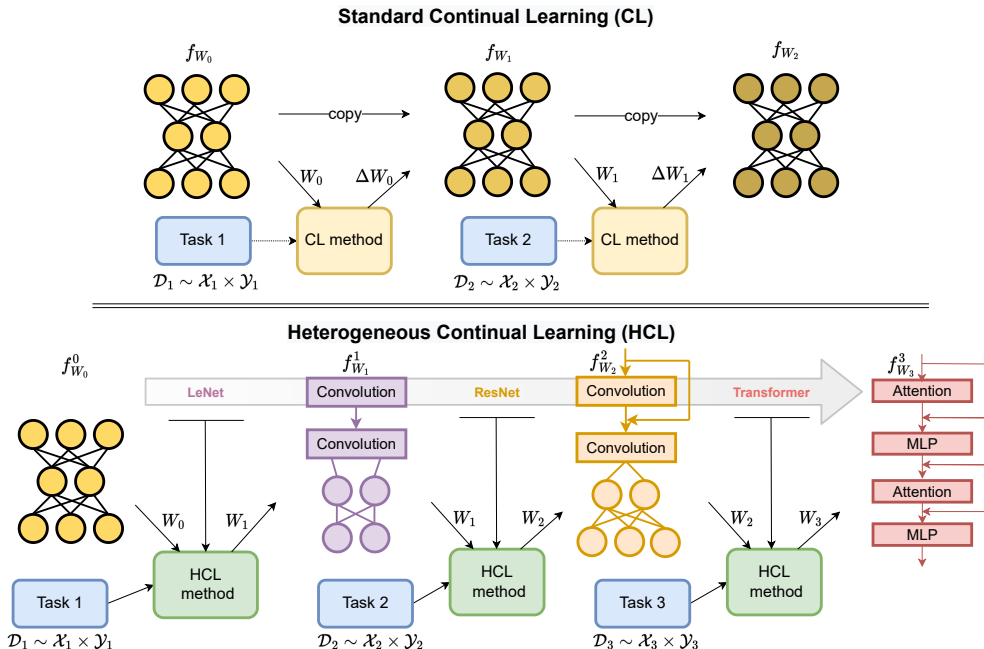 Standard Continual Learning (CL)
f_{W_0}
f_{W_1}
f_{W_2}
copy
copy
W_0
ΔW_0
W_1
ΔW_1
Task 1
CL method
Task 2
CL method
𝒟_1 ∼ 𝒳_1 × 𝒴_1
𝒟_2 ∼ 𝒳_2 × 𝒴_2
Heterogeneous Continual Learning (HCL)
f^0_{W_0}
f^1_{W_1}
f^2_{W_2}
f^3_{W_3}
LeNet
Convolution
ResNet
Convolution
Transformer
Attention
Convolution
Convolution
MLP
Attention
MLP
W_0
W_1
W_1
W_2
W_2
W_3
HCL
method
HCL
method
HCL
method
Task 1
Task 2
Task 3
𝒟_1 ∼ 𝒳_1 × 𝒴_1
𝒟_2 ∼ 𝒳_2 × 𝒴_2
𝒟_3 ∼ 𝒳_3 × 𝒴_3